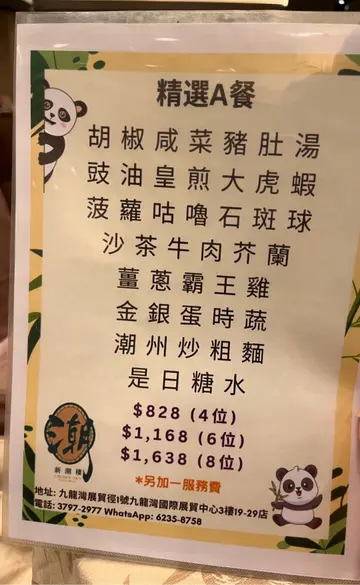 精選A餐
胡椒咸菜豬肚湯
豉油皇煎大虎蝦
菠蘿咕嚕石斑球
沙茶牛肉芥蘭
薑蔥霸王雞
金銀蛋時蔬
潮州炒粗麵
是日糖水
$828 (4位)
$1,168 (6位)
$1,638 (8位)
*另加一服務費
潮
地址: 九龍灣展貿徑1號九龍灣國際展貿中心3樓19-29店
電話: 3797-2977 WhatsApp: 6235-8758